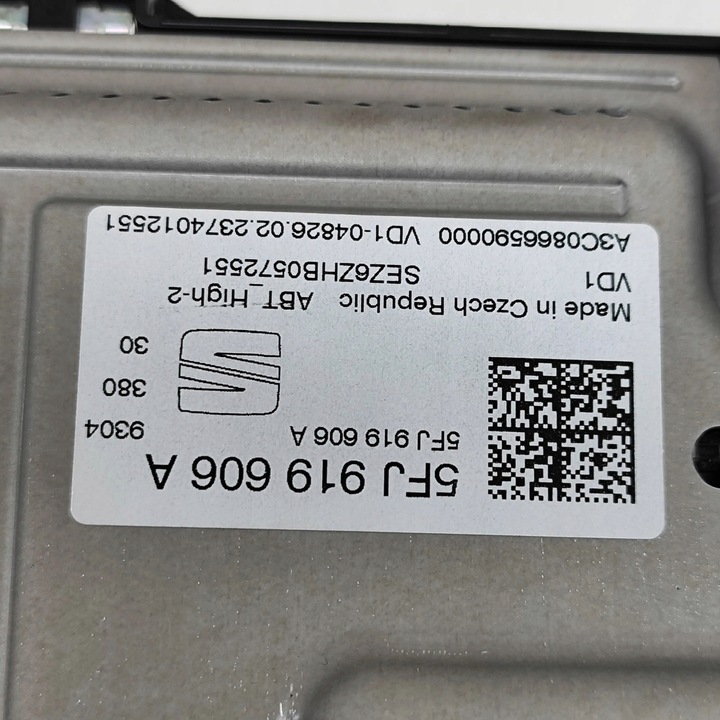 5FJ 919 606 A
5FJ 919 606 A
9304
380
30
Made in Czech Republic ABT_High-2
VD1 SEZ6ZHB0572551
A3C0866590000 VD1-04826.02.2374012551